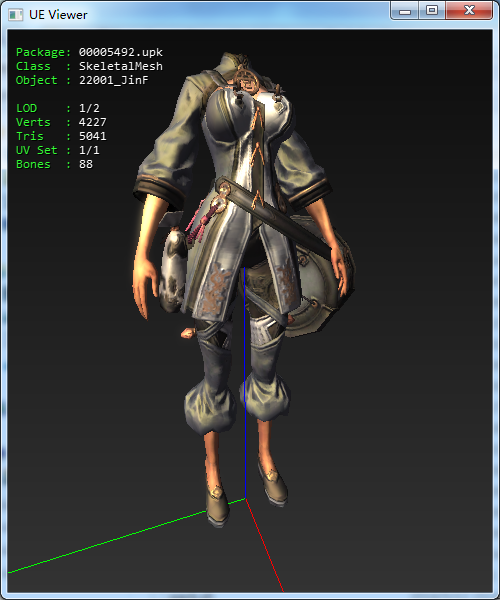 UE Viewer
Package: 00005492.upk
Class : SkeletalMesh
Object : 22001_JinF
LOD : 1/2
Verts : 4227
Tris : 5041
UV Set : 1/1
Bones : 88